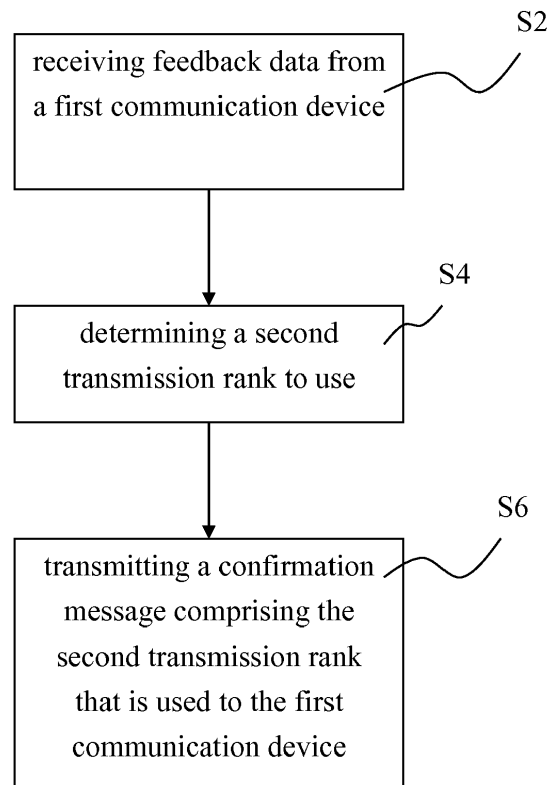 S2
receiving feedback data from
a first communication device
S4
determining a second
transmission rank to use
S6
transmitting a confirmation
message comprising the
second transmission rank
that is used to the first
communication device